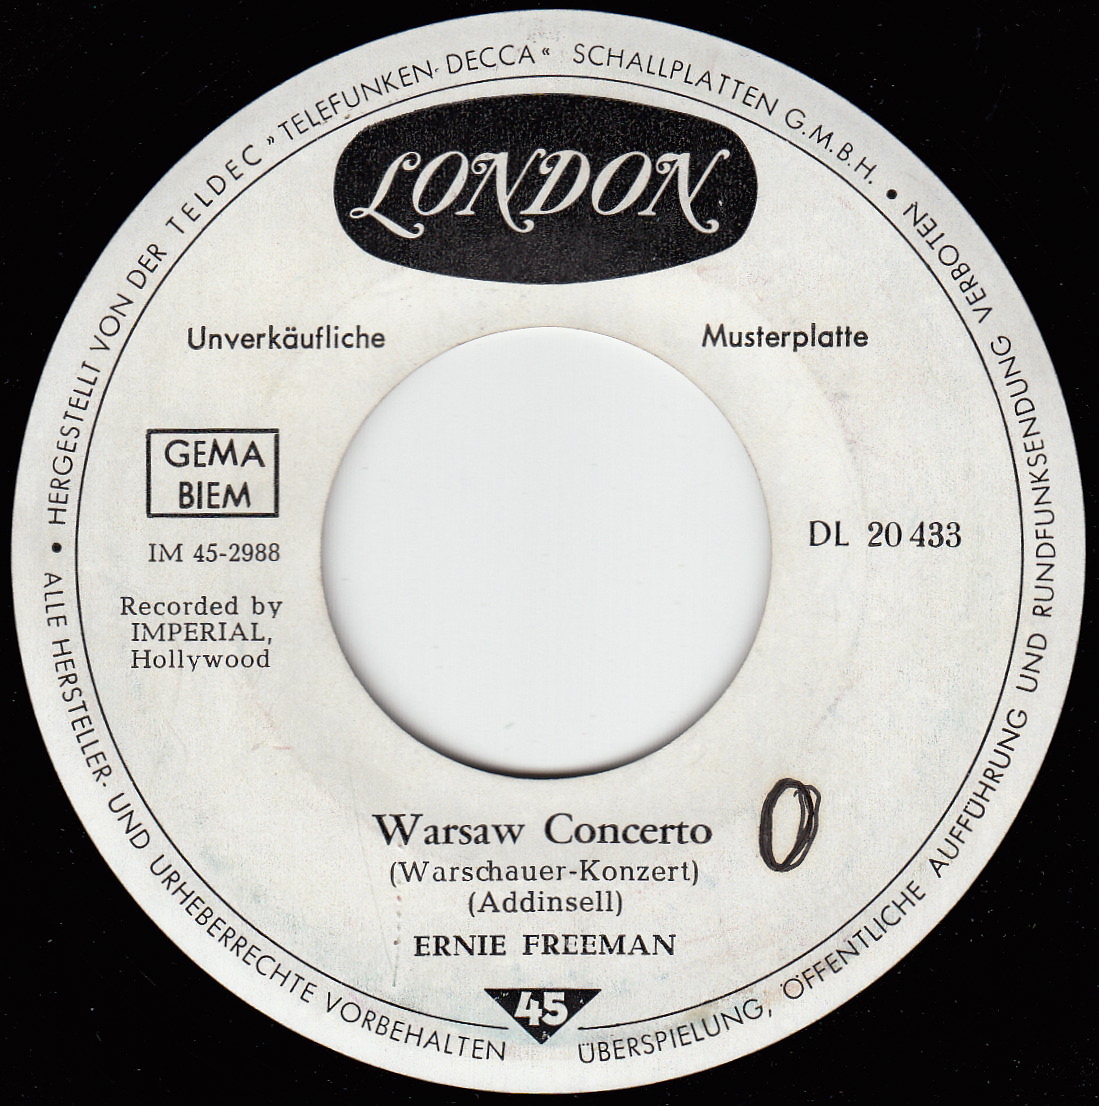 • HERGESTELLT VON DER TELDEC »TELEFUNKEN-DECCA« SCHALLPLATTEN G.M.B.H. •
LONDON
Unverkäufliche Musterplatte
GEMA
BIEM
IM 45-2988
DL 20 433
Recorded by
IMPERIAL,
Hollywood
Warsaw Concerto
(Warschauer-Konzert)
(Addinsell)
ERNIE FREEMAN
0
45
ALLE HERSTELLER- UND URHEBERRECHTE VORBEHALTEN
ÜBERSPIELUNG, ÖFFENTLICHE AUFFÜHRUNG UND RUNDFUNKSENDUNG VERBOTEN